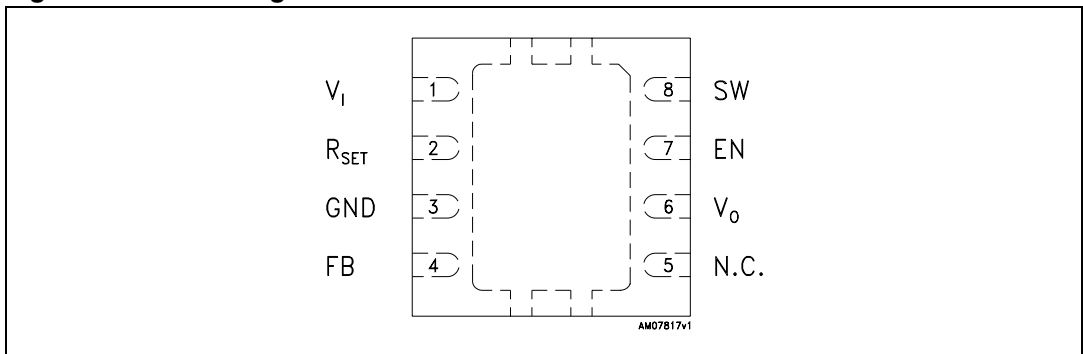 V_I 1 8 SW
R_SET 2 7 EN
GND 3 6 V_O
FB 4 5 N.C.
AM07817v1